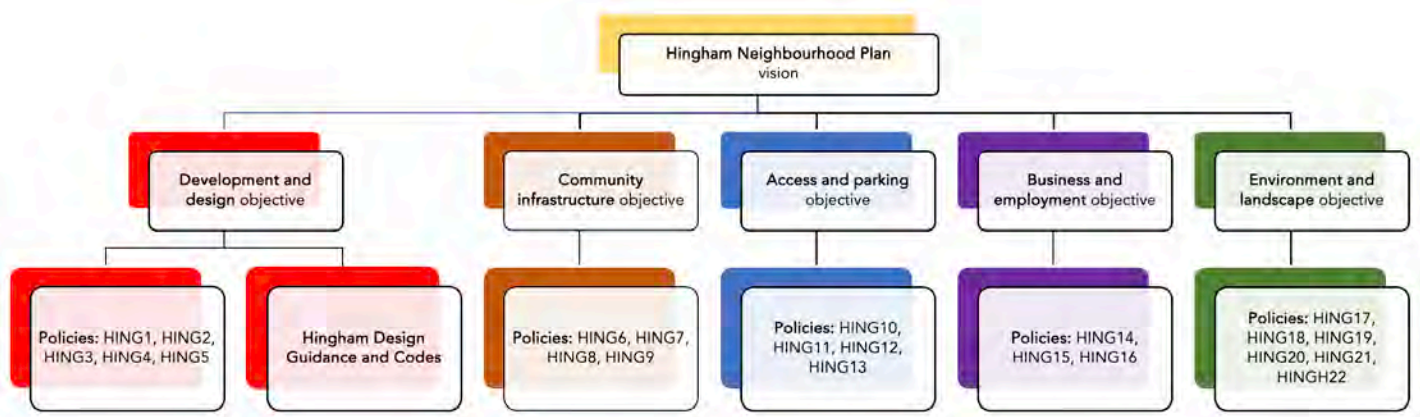 Hingham Neighbourhood Plan
vision
Development and
design objective
Community
infrastructure objective
Access and parking
objective
Business and
employment objective
Environment and
landscape objective
Policies: HING1, HING2,
HING3, HING4, HING5
Hingham Design
Guidance and Codes
Policies: HING6, HING7,
HING8, HING9
Policies: HING10,
HING11, HING12,
HING13
Policies: HING14,
HING15, HING16
Policies: HING17,
HING18, HING19,
HING20, HING21,
HINGH22